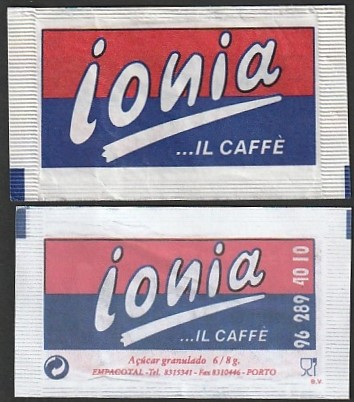 ionia
...IL CAFFÈ
ionia
...IL CAFFÈ
96 289 40 10
Açúcar granulado 6/8g.
EMPACOTAL -Tel. 8315341 - Fax 8310446 - PORTO
B.V.